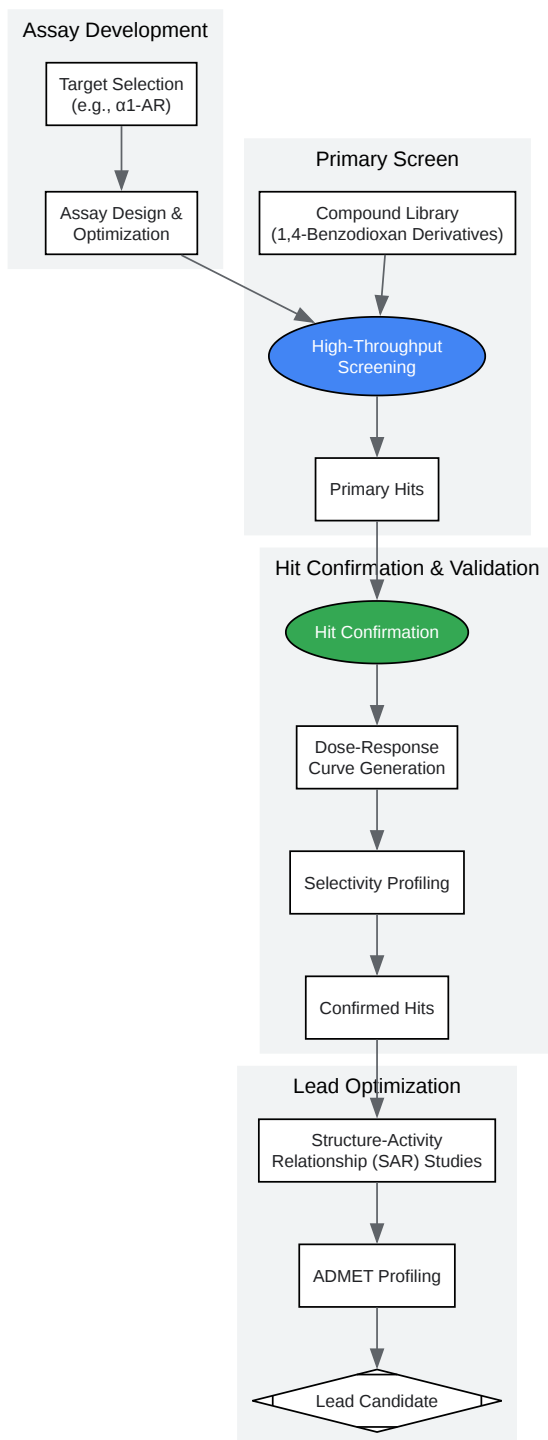 Assay Development
Target Selection
(e.g., α1-AR)
Assay Design &
Optimization
Primary Screen
Compound Library
(1,4-Benzodioxan Derivatives)
High-Throughput
Screening
Primary Hits
Hit Confirmation & Validation
Hit Confirmation
Dose-Response
Curve Generation
Selectivity Profiling
Confirmed Hits
Lead Optimization
Structure-Activity
Relationship (SAR) Studies
ADMET Profiling
Lead Candidate